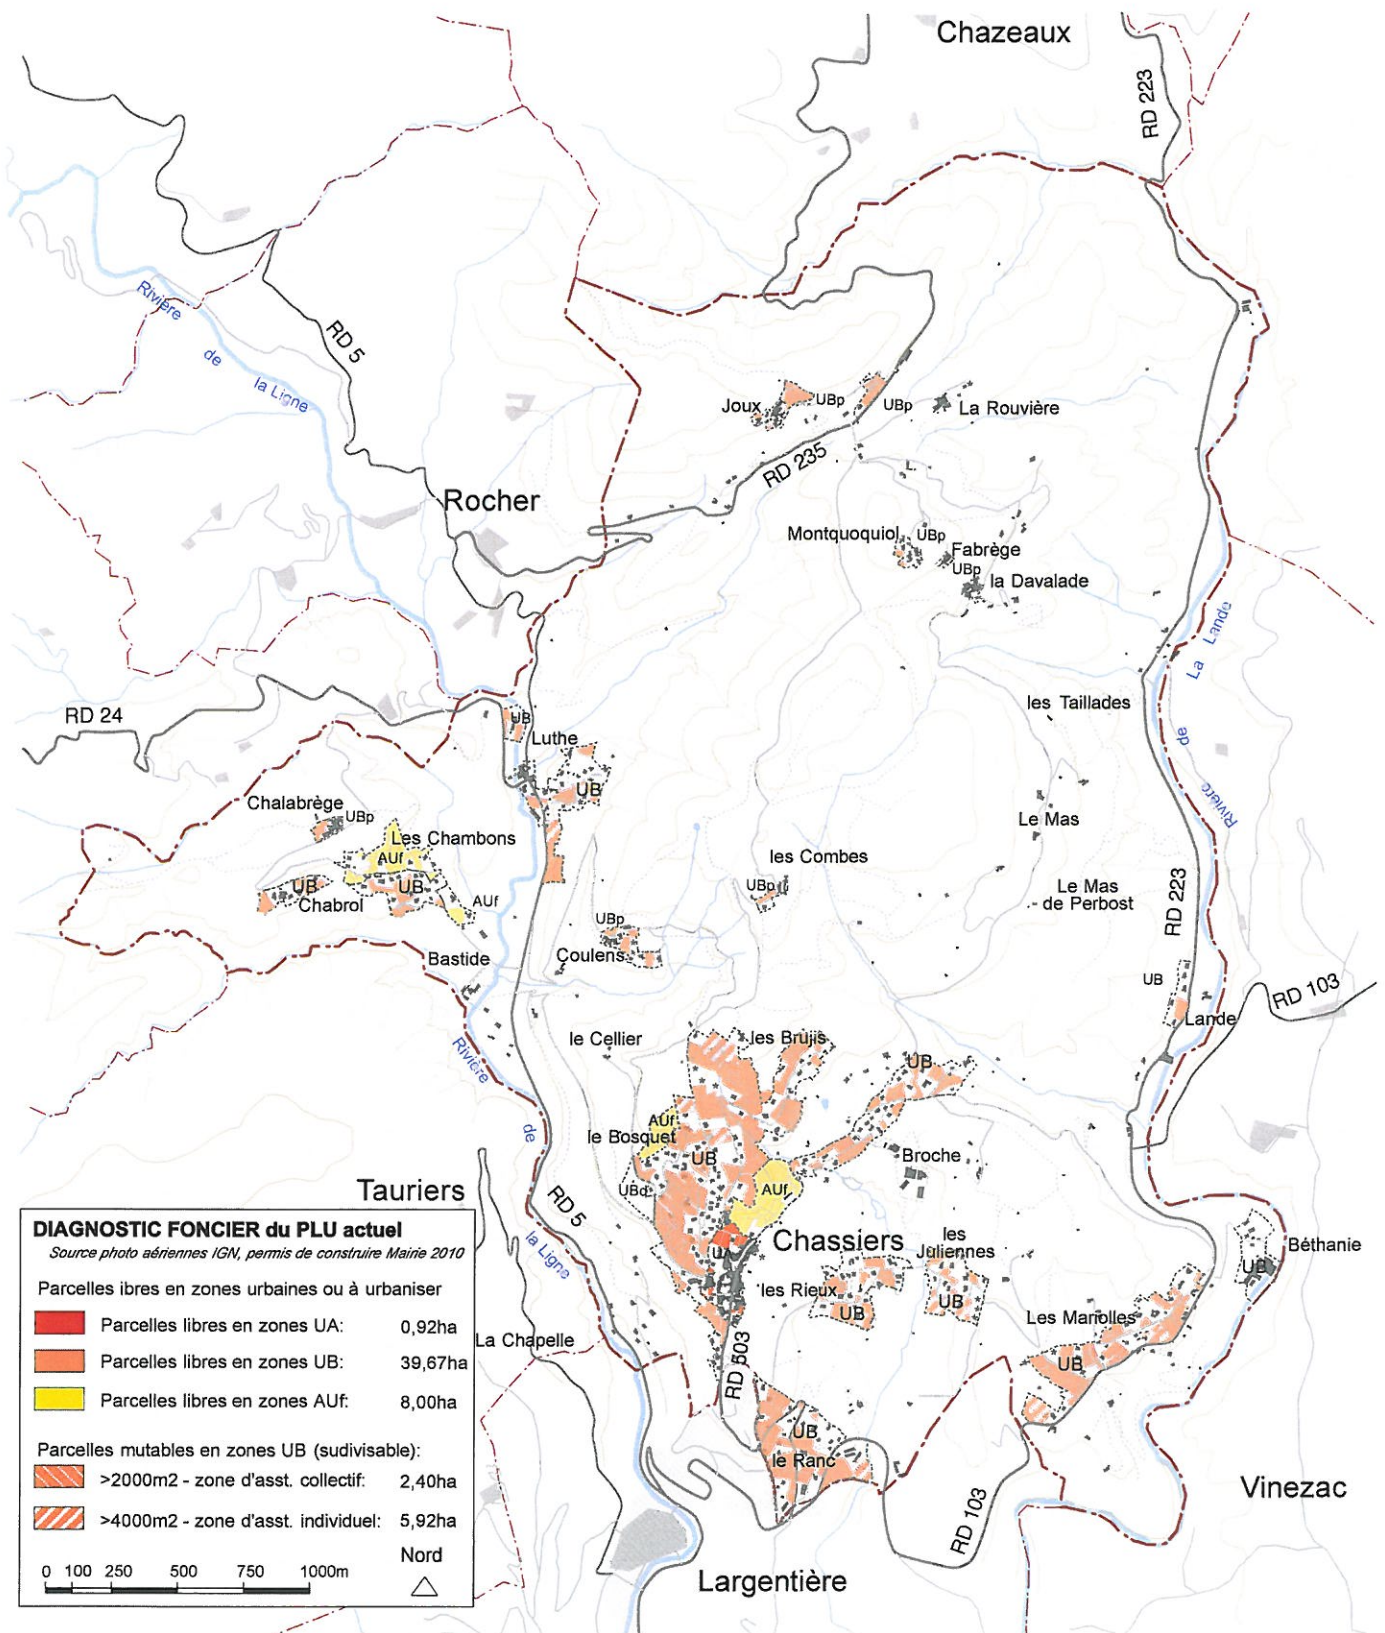 Chazeaux
RD 223
Rivière
de
la Ligne
RD 5
Joux
UBp
UBp
La Rouvière
RD 235
Rocher
L.
Montquoquiol
UBp
Fabrège
UBp
la Davalade
La Lande
de
Rivière
RD 24
UB
Luthe
les Taillades
UB
Chalabrège
UBp
Les Chambons
AUf
Le Mas
les Combes
UBp
UB
UB
Chabrol
AUf
Le Mas
de Perbost
RD 223
UBp
Coulens
Bastide
UB
RD 103
Lande
le Cellier
les Brujis
Rivière
de
la Ligne
UB
AUf
le Bosquet
UB
Broche
Tauriers
UBd
AUf
RD 5
Chassiers
UA
les
Juliennes
Béthanie
UB
les Rieux
UB
UB
Les Mariolles
UB
La Chapelle
RD 503
UB
le Ranc
RD 103
Vinezac
Largentière
DIAGNOSTIC FONCIER du PLU actuel
Source photo aériennes IGN, permis de construire Mairie 2010
Parcelles ibres en zones urbaines ou à urbaniser
Parcelles libres en zones UA: 0,92ha
Parcelles libres en zones UB: 39,67ha
Parcelles libres en zones AUf: 8,00ha
Parcelles mutables en zones UB (sudivisable):
>2000m2 - zone d'asst. collectif: 2,40ha
>4000m2 - zone d'asst. individuel: 5,92ha
Nord
0 100 250 500 750 1000m